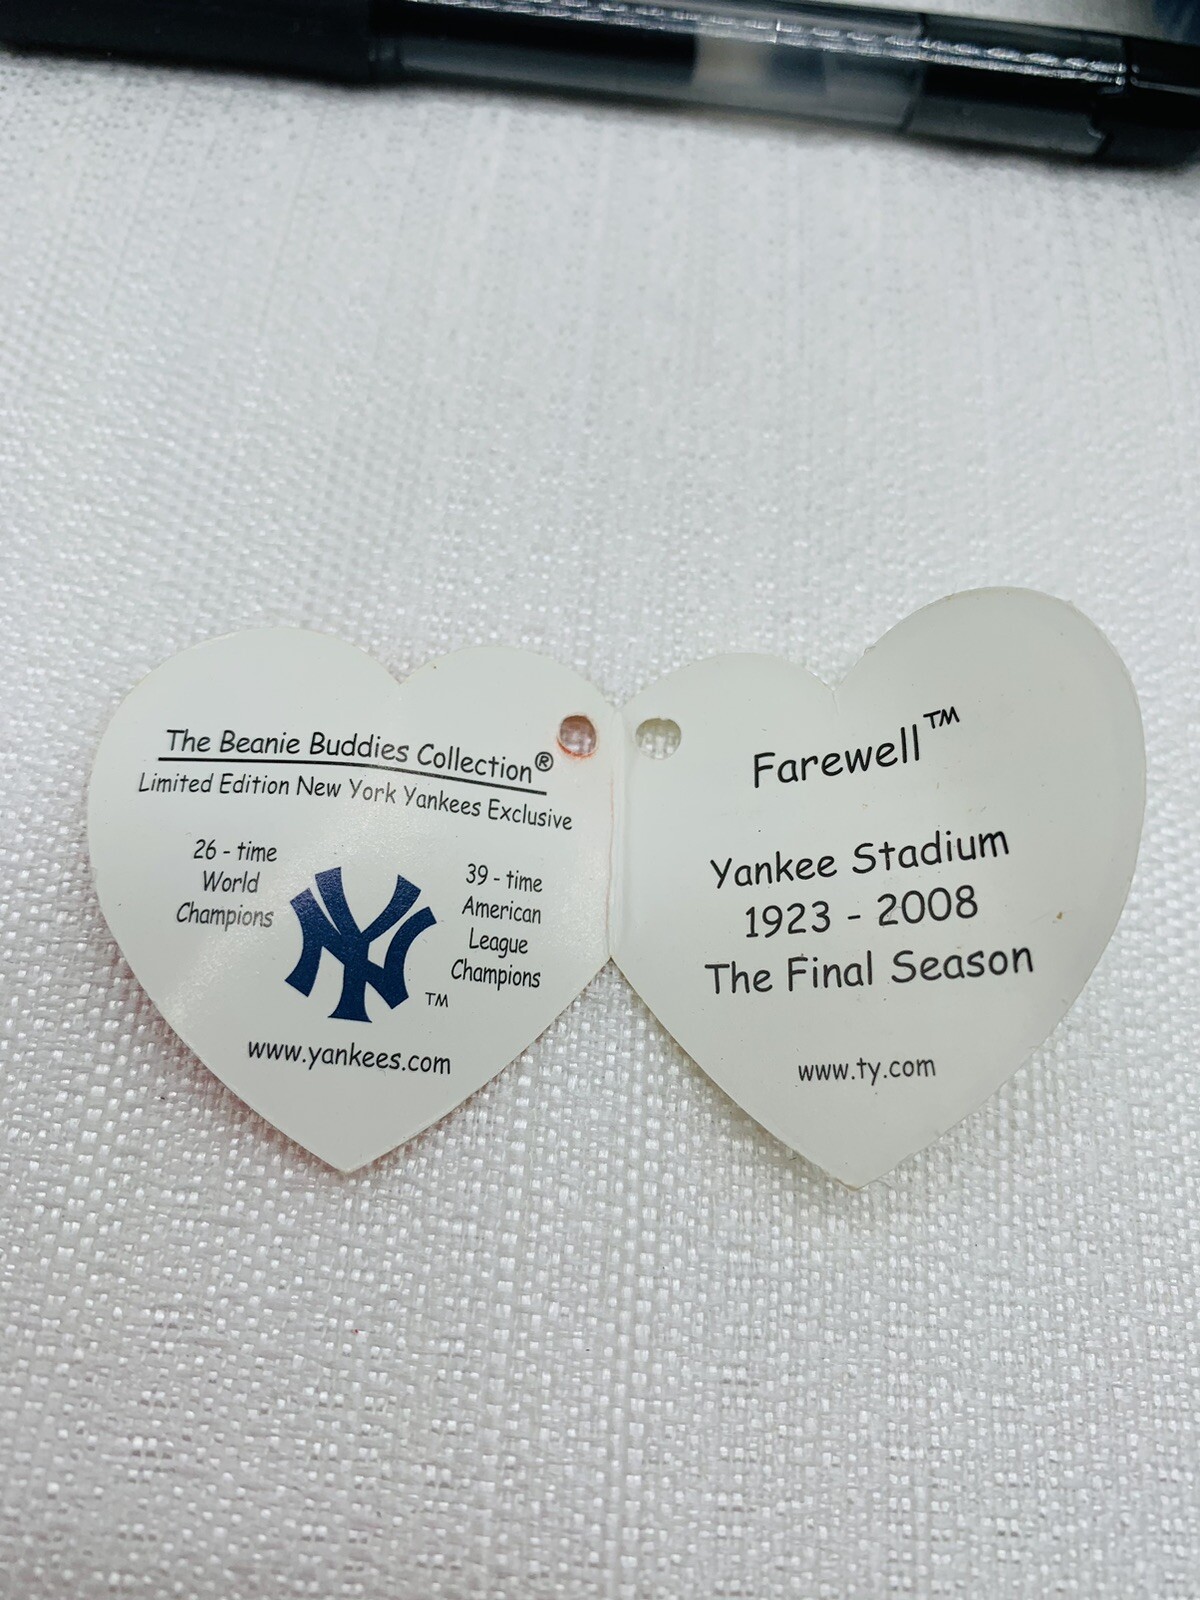 The Beanie Buddies Collection®
Limited Edition New York Yankees Exclusive
26 - time
World
Champions
NY
TM
39 - time
American
League
Champions
www.yankees.com
Farewell™
Yankee Stadium
1923 - 2008
The Final Season
www.ty.com